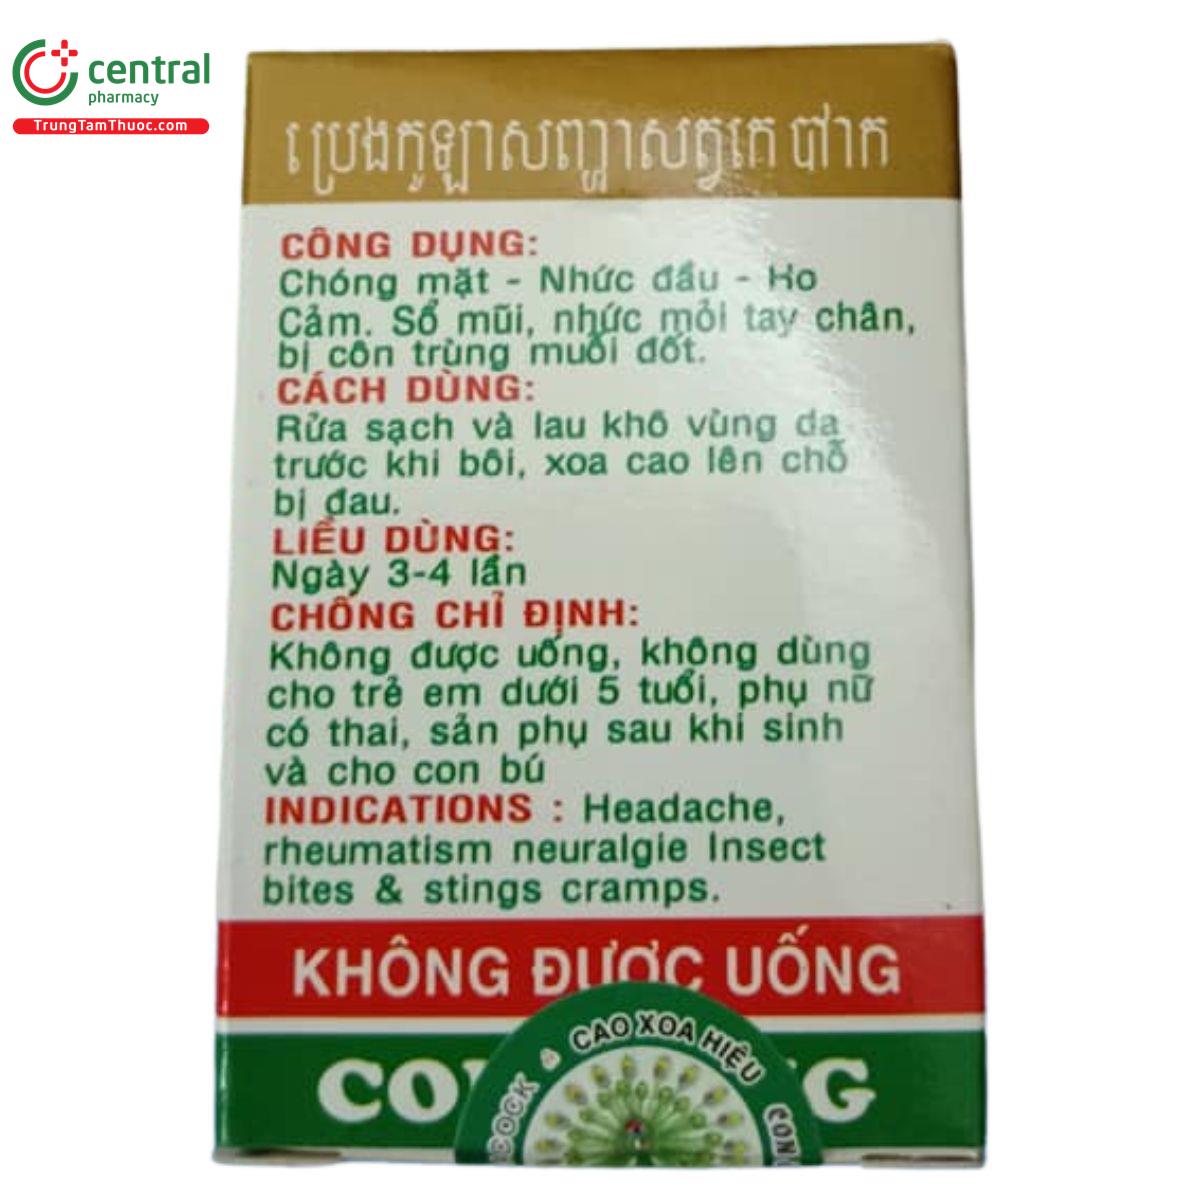 central
pharmacy
TrungTamThuoc.com
ប្រេងកូឡាសញ្ញាសត្វក្ងោក
CÔNG DỤNG:
Chóng mặt - Nhức đầu - Ho
Cảm. Sổ mũi, nhức mỏi tay chân,
bị côn trùng muỗi đốt.
CÁCH DÙNG:
Rửa sạch và lau khô vùng da
trước khi bôi, xoa cao lên chỗ
bị đau.
LIỀU DÙNG:
Ngày 3-4 lần
CHỐNG CHỈ ĐỊNH:
Không được uống, không dùng
cho trẻ em dưới 5 tuổi, phụ nữ
có thai, sản phụ sau khi sinh
và cho con bú
INDICATIONS : Headache,
rheumatism neuralgie Insect
bites & stings cramps.
KHÔNG ĐƯỢC UỐNG
CON
CAO XOA HIỆU CON